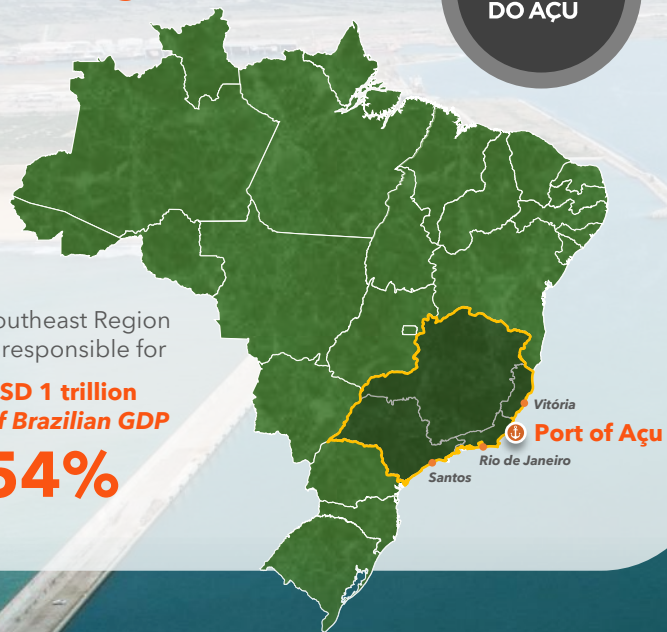 DO AÇU
outheast Region
responsible for
SD 1 trillion
f Brazilian GDP
54%
Vitória
Port of Açu
Rio de Janeiro
Santos